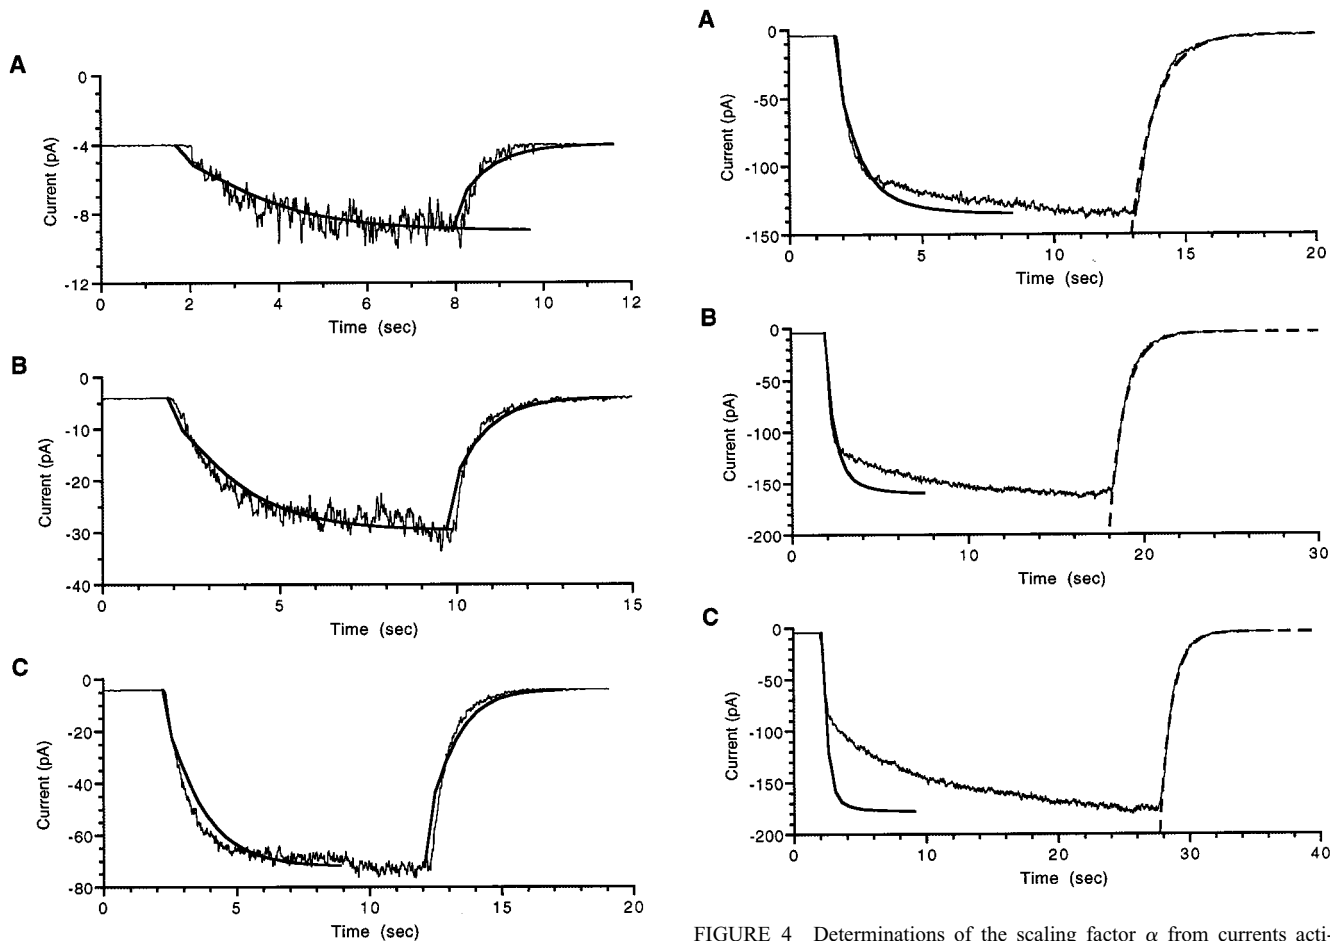 A
0
-4
-8
-12
Current (pA)
0 2 4 6 8 10 12
Time (sec)
B
0
-10
-20
-30
-40
Current (pA)
0 5 10 15
Time (sec)
C
0
-20
-40
-60
-80
Current (pA)
0 5 10 15 20
Time (sec)
A
0
-50
-100
-150
Current (pA)
0 5 10 15 20
Time (sec)
B
0
-50
-100
-150
-200
Current (pA)
0 10 20 30
Time (sec)
C
0
-50
-100
-150
-200
Current (pA)
0 10 20 30 40
Time (sec)
FIGURE 4 Determinations of the scaling factor α from currents acti-